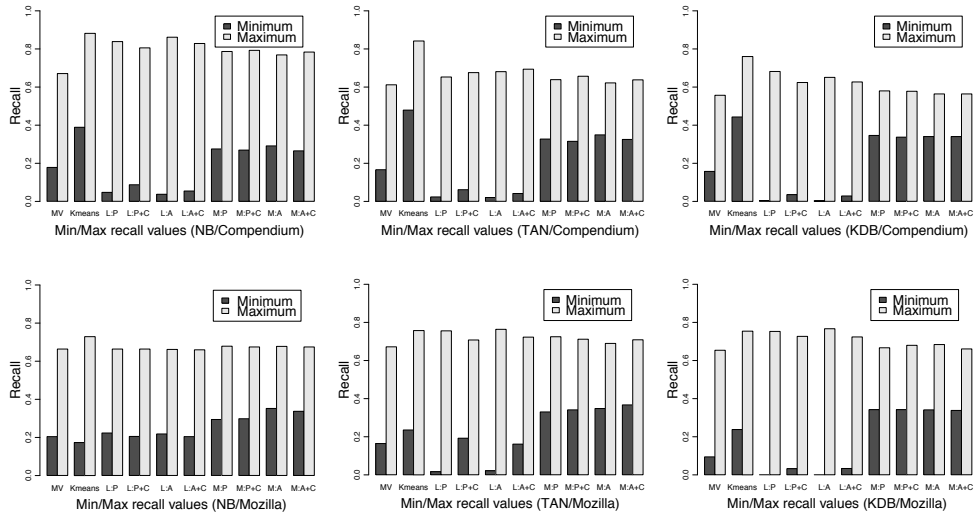 Minimum
Maximum
Recall
0.0 0.2 0.4 0.6 0.8 1.0
MV Kmeans L:P L:P+C L:A L:A+C M:P M:P+C M:A M:A+C
Min/Max recall values (NB/Compendium)
Minimum
Maximum
Recall
0.0 0.2 0.4 0.6 0.8 1.0
MV Kmeans L:P L:P+C L:A L:A+C M:P M:P+C M:A M:A+C
Min/Max recall values (TAN/Compendium)
Minimum
Maximum
Recall
0.0 0.2 0.4 0.6 0.8 1.0
MV Kmeans L:P L:P+C L:A L:A+C M:P M:P+C M:A M:A+C
Min/Max recall values (KDB/Compendium)
Minimum
Maximum
Recall
0.0 0.2 0.4 0.6 0.8 1.0
MV Kmeans L:P L:P+C L:A L:A+C M:P M:P+C M:A M:A+C
Min/Max recall values (NB/Mozilla)
Minimum
Maximum
Recall
0.0 0.2 0.4 0.6 0.8 1.0
MV Kmeans L:P L:P+C L:A L:A+C M:P M:P+C M:A M:A+C
Min/Max recall values (TAN/Mozilla)
Minimum
Maximum
Recall
0.0 0.2 0.4 0.6 0.8 1.0
MV Kmeans L:P L:P+C L:A L:A+C M:P M:P+C M:A M:A+C
Min/Max recall values (KDB/Mozilla)